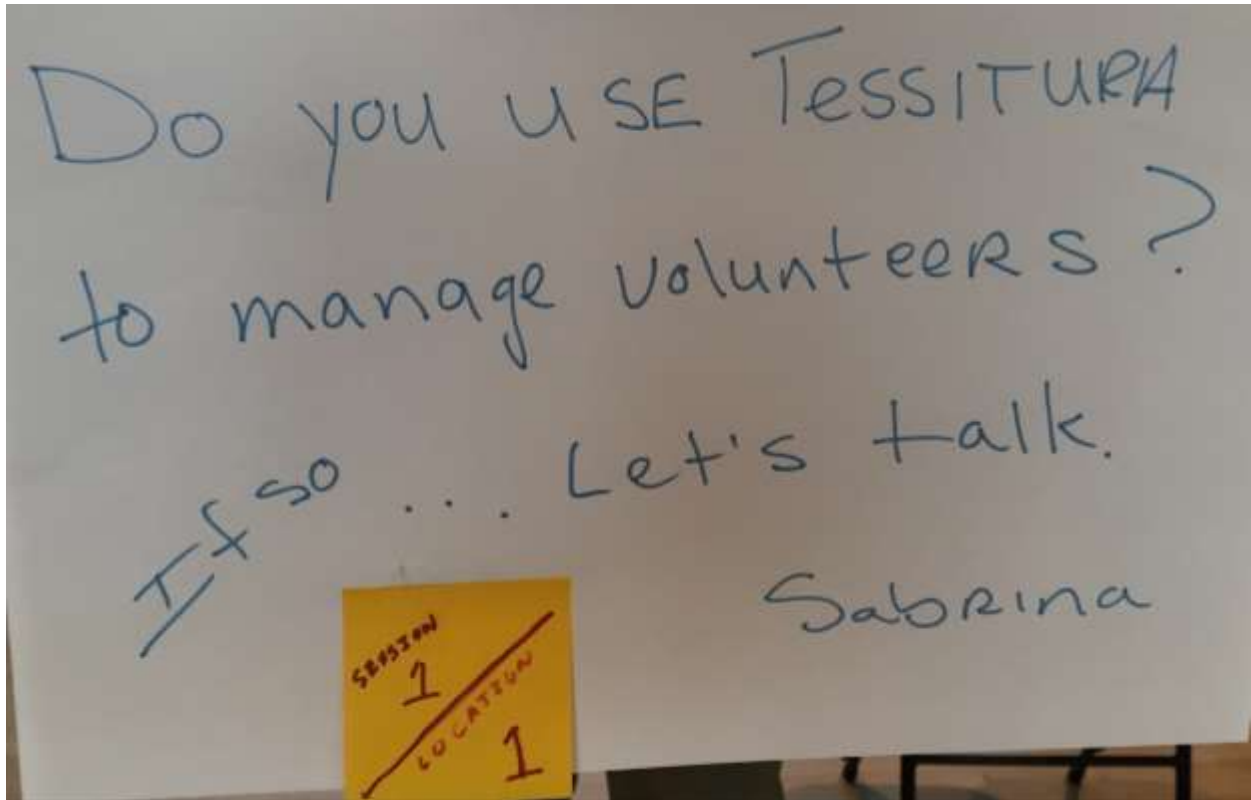 Do you USE TESSITURA
to manage volunteeRs?
If so ... Let's talk.
SabRina
SESSION
1
LOCATION
1